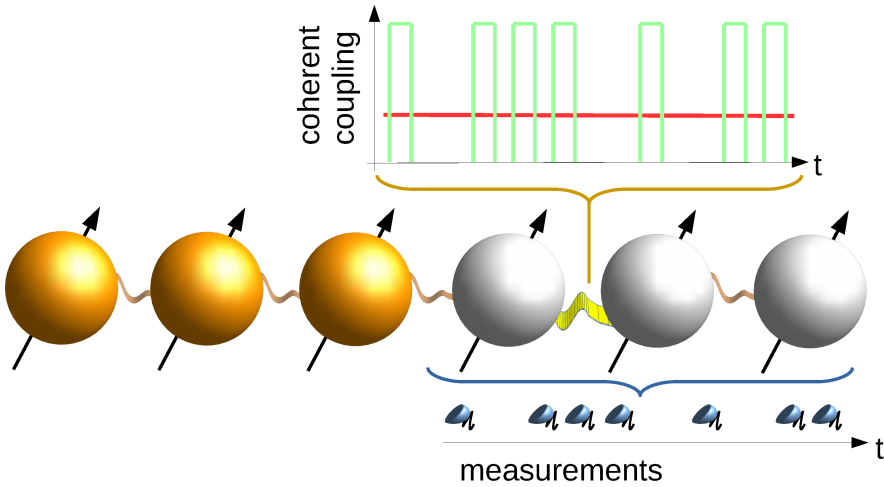 coherent
coupling
t
t
measurements